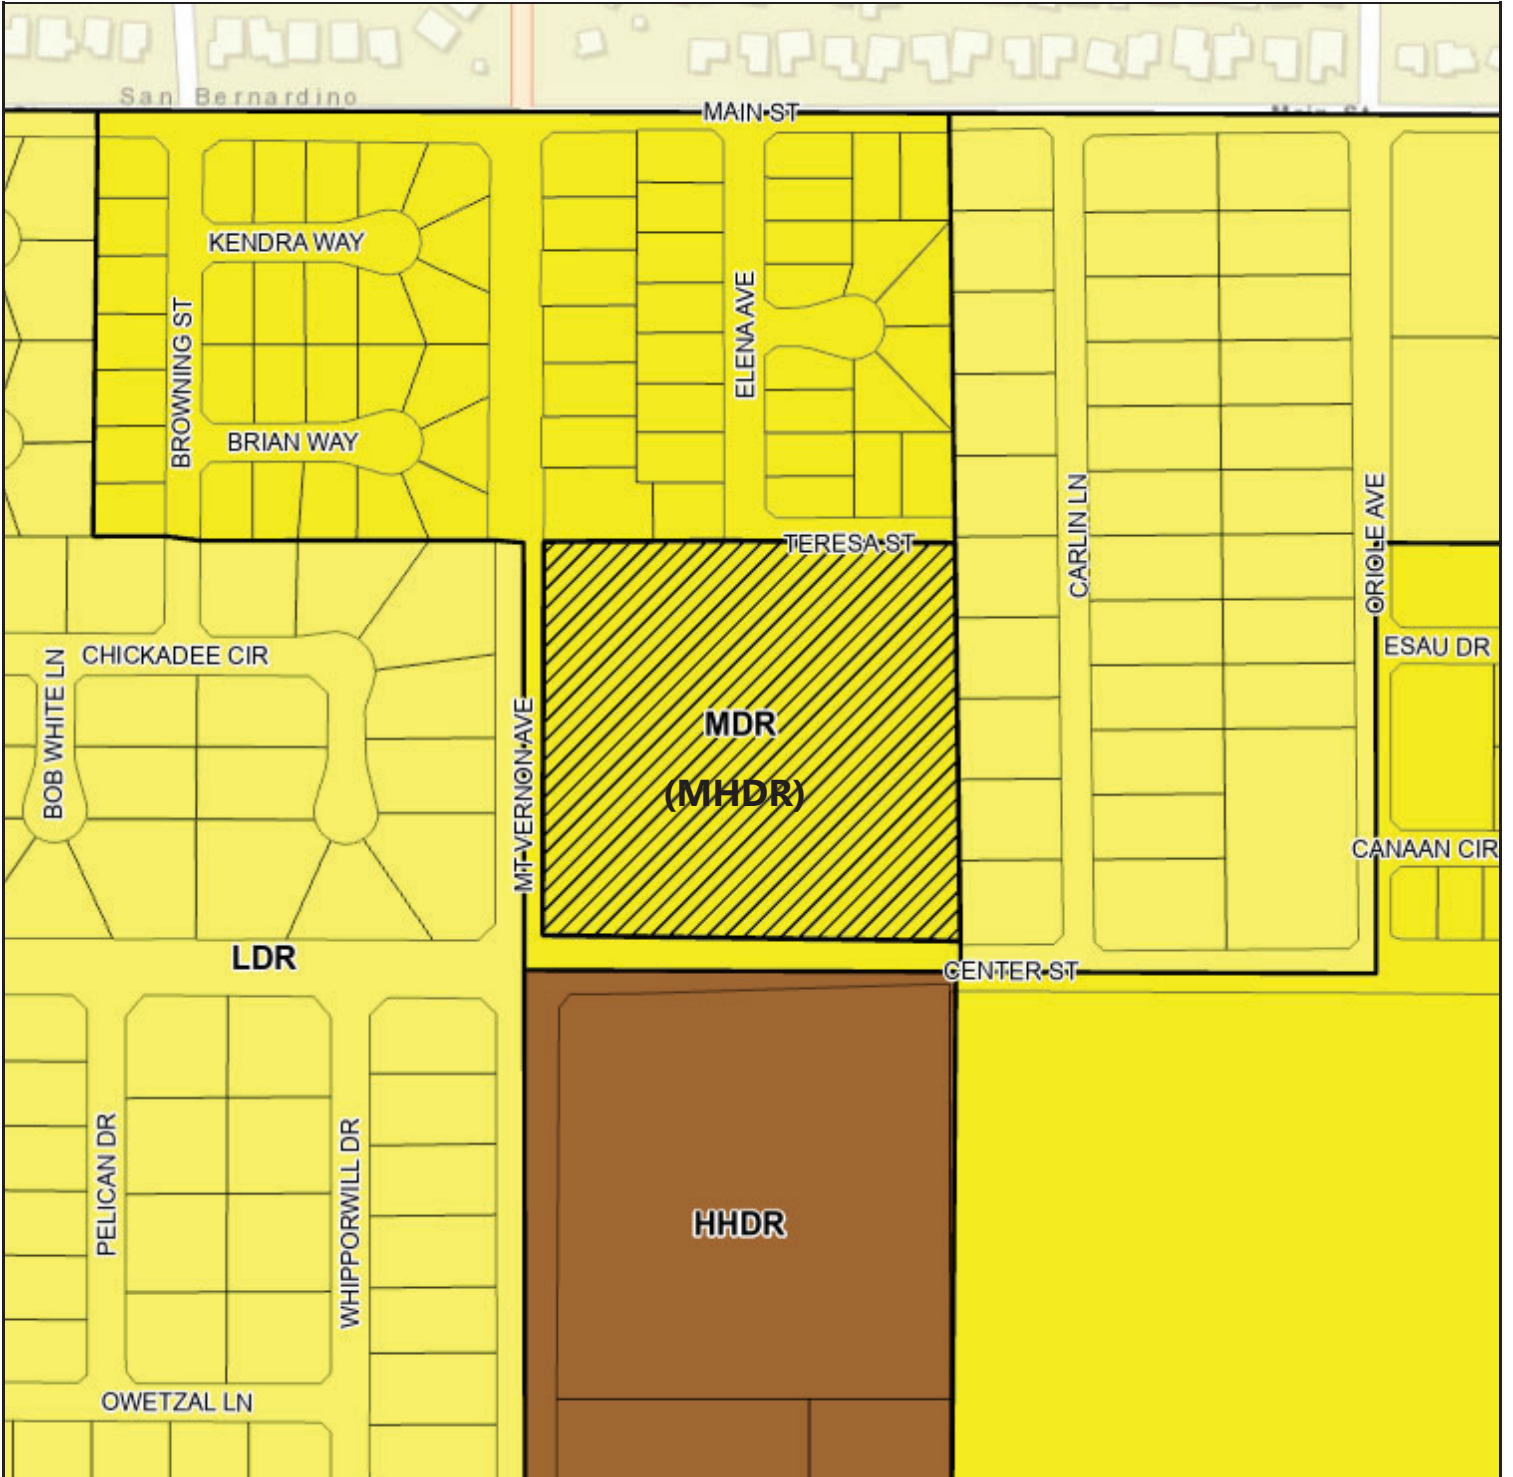 San Bernardino
MAIN ST
Main St
KENDRA WAY
BROWNING ST
ELENA AVE
BRIAN WAY
TERESA ST
CARLIN LN
ORIOLE AVE
ESAU DR
CHICKADEE CIR
BOB WHITE LN
MT VERNON AVE
MDR
(MHDR)
CANAAN CIR
LDR
CENTER ST
PELICAN DR
WHIPPORWILL DR
HHDR
OWETZAL LN